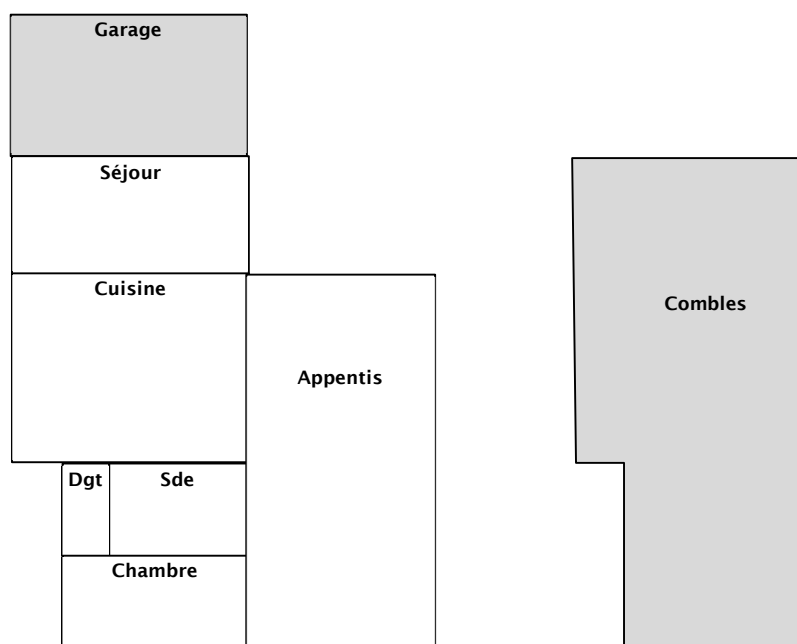 Garage
Séjour
Cuisine
Combles
Appentis
Dgt
Sde
Chambre